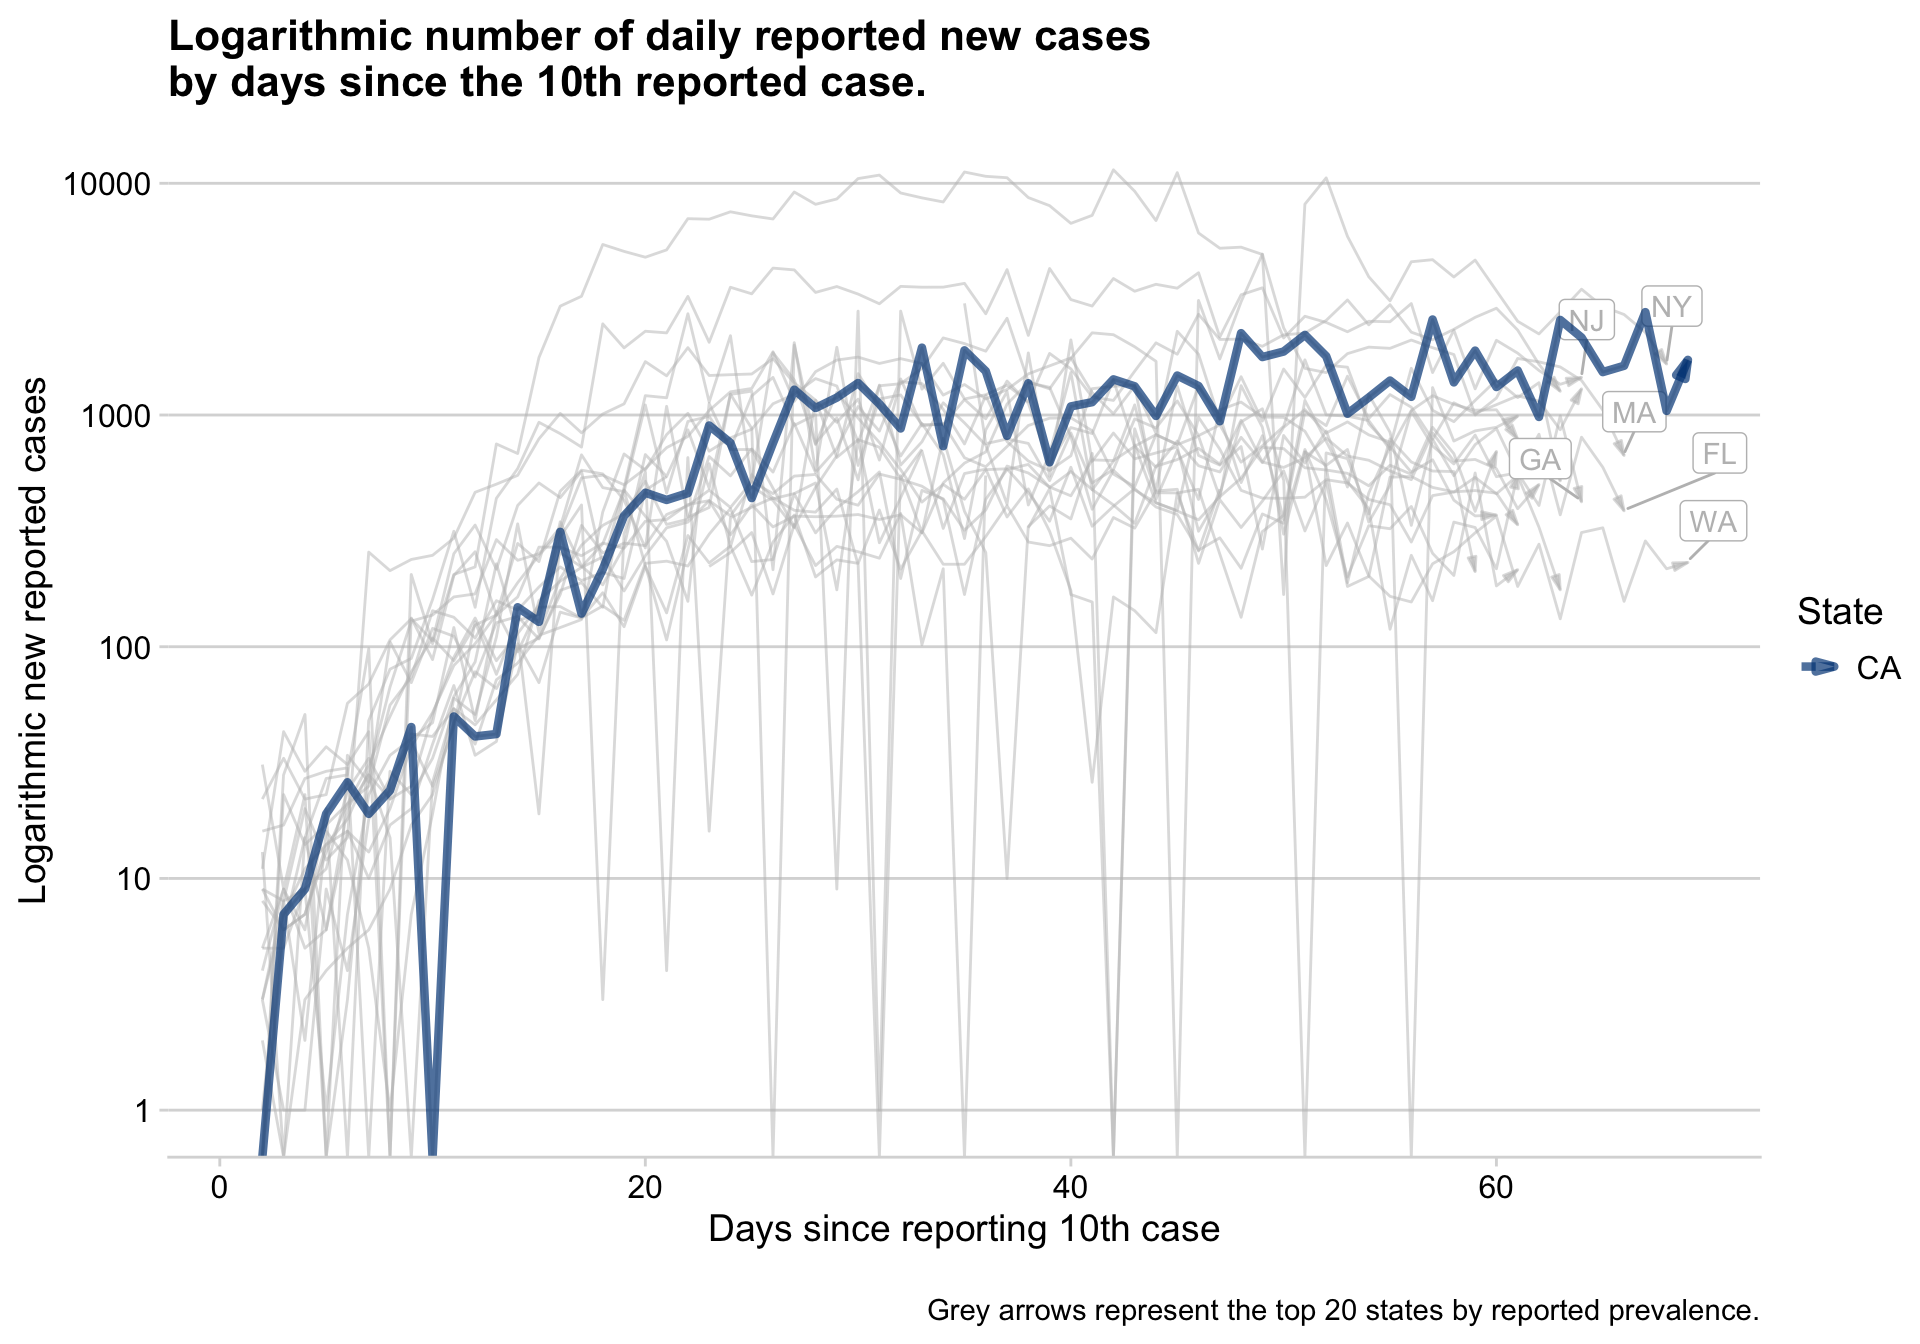 Logarithmic number of daily reported new cases
by days since the 10th reported case.
Logarithmic new reported cases
10000
1000
100
10
1
NJ
NY
MA
GA
FL
WA
State
CA
0
20
40
60
Days since reporting 10th case
Grey arrows represent the top 20 states by reported prevalence.